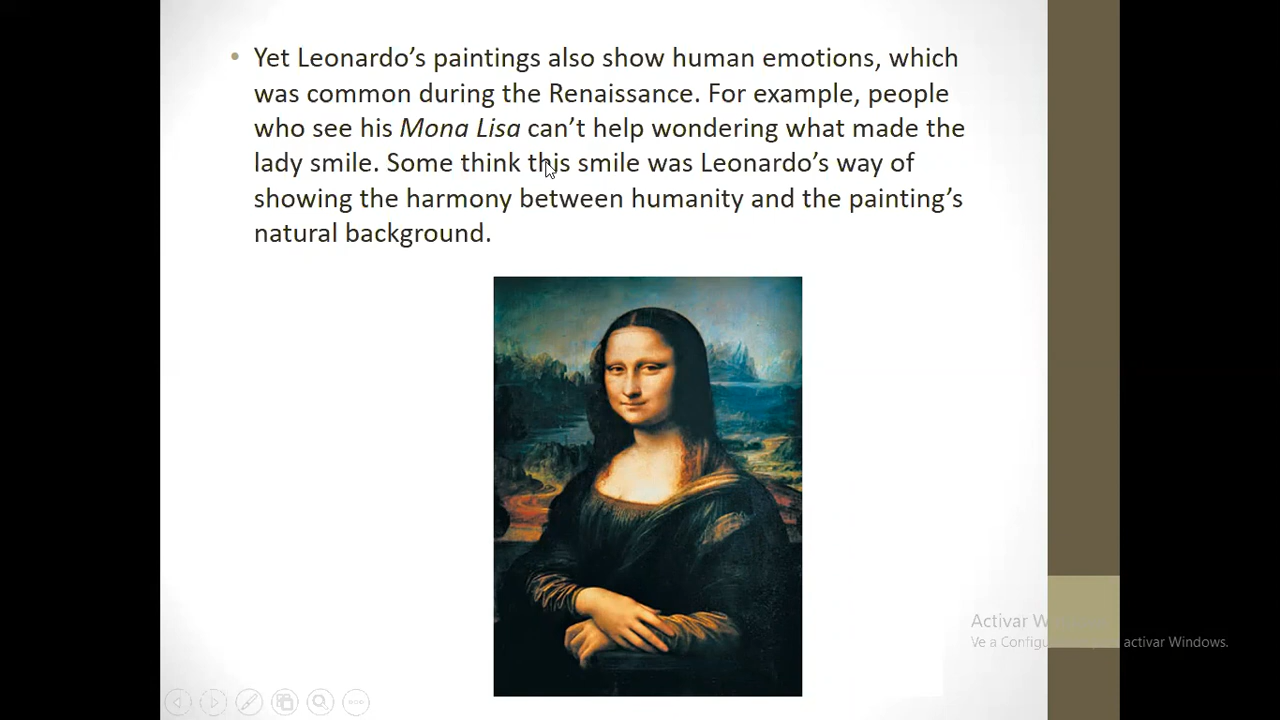 Yet Leonardo’s paintings also show human emotions, which
was common during the Renaissance. For example, people
who see his Mona Lisa can’t help wondering what made the
lady smile. Some think this smile was Leonardo’s way of
showing the harmony between humanity and the painting’s
natural background.
Activar W
Ve a Configu activar Windows.